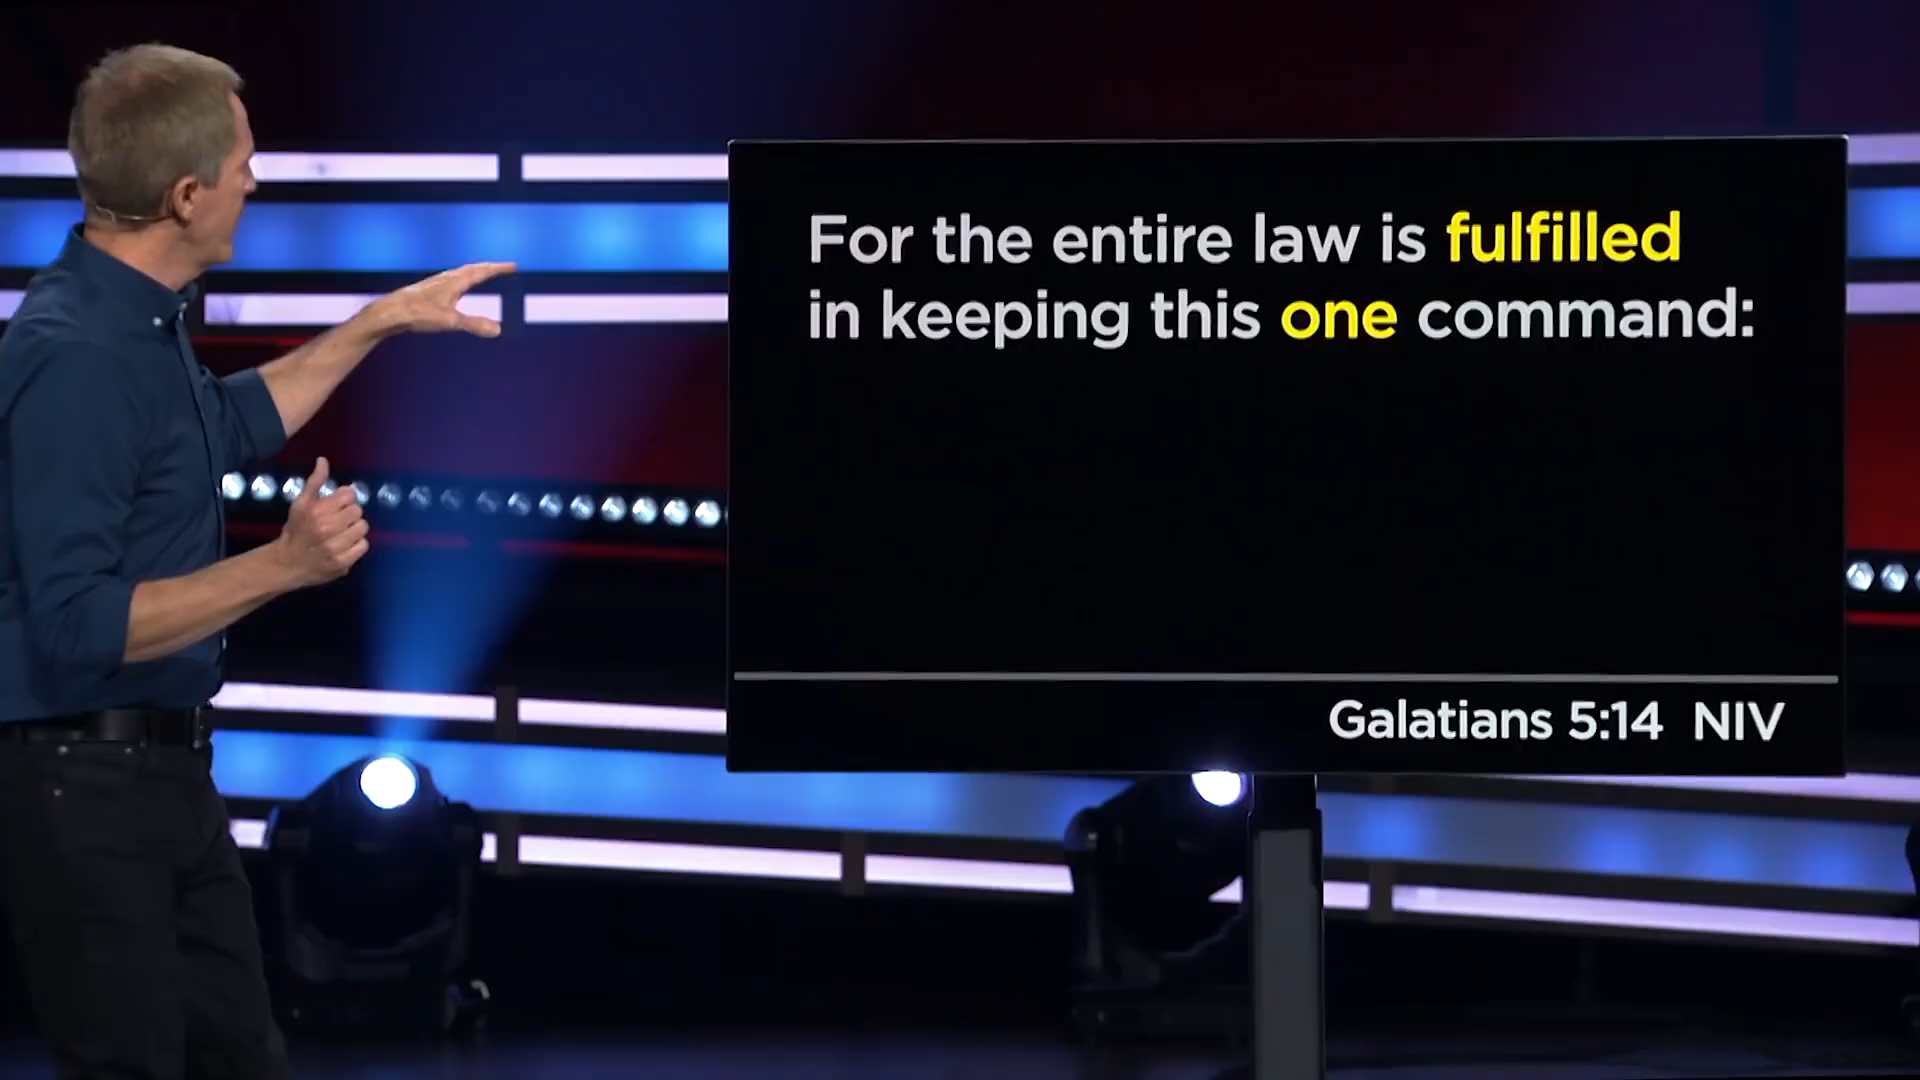 For the entire law is fulfilled
in keeping this one command:
Galatians 5:14 NIV